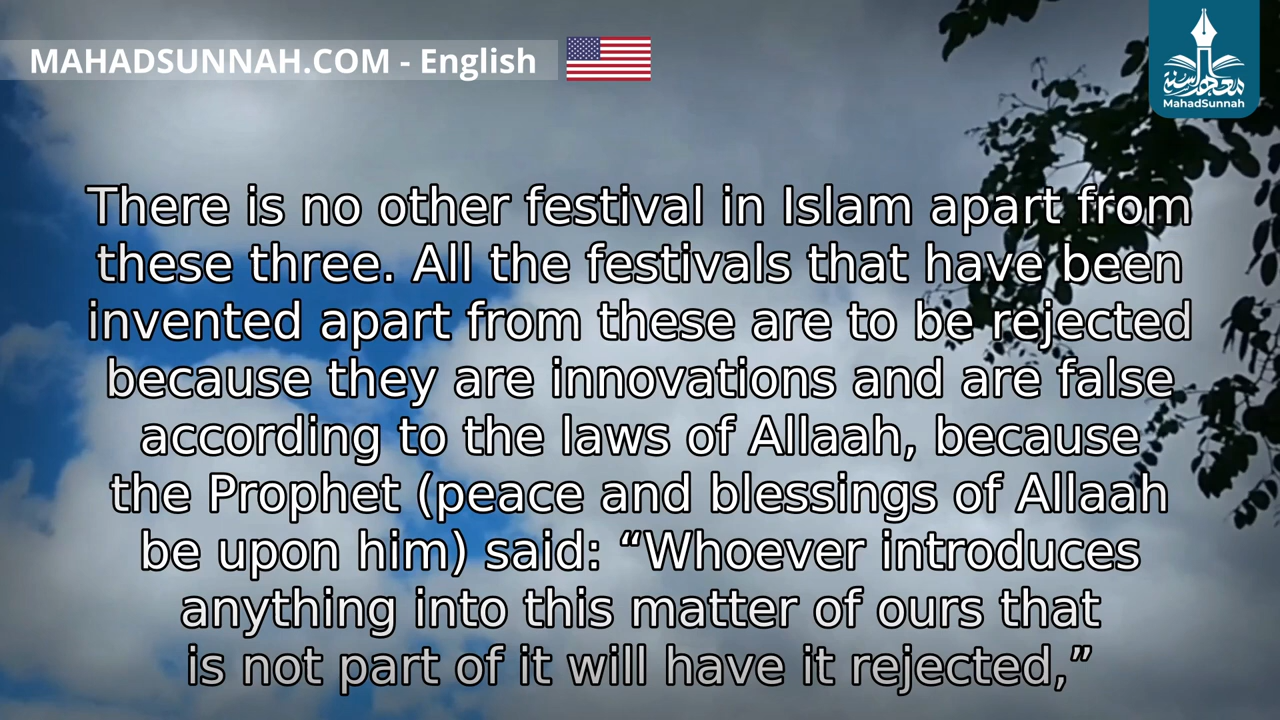 MAHADSUNNAH.COM - English
معهد السنة
MahadSunnah
There is no other festival in Islam apart from
these three. All the festivals that have been
invented apart from these are to be rejected
because they are innovations and are false
according to the laws of Allaah, because
the Prophet (peace and blessings of Allaah
be upon him) said: “Whoever introduces
anything into this matter of ours that
is not part of it will have it rejected,”